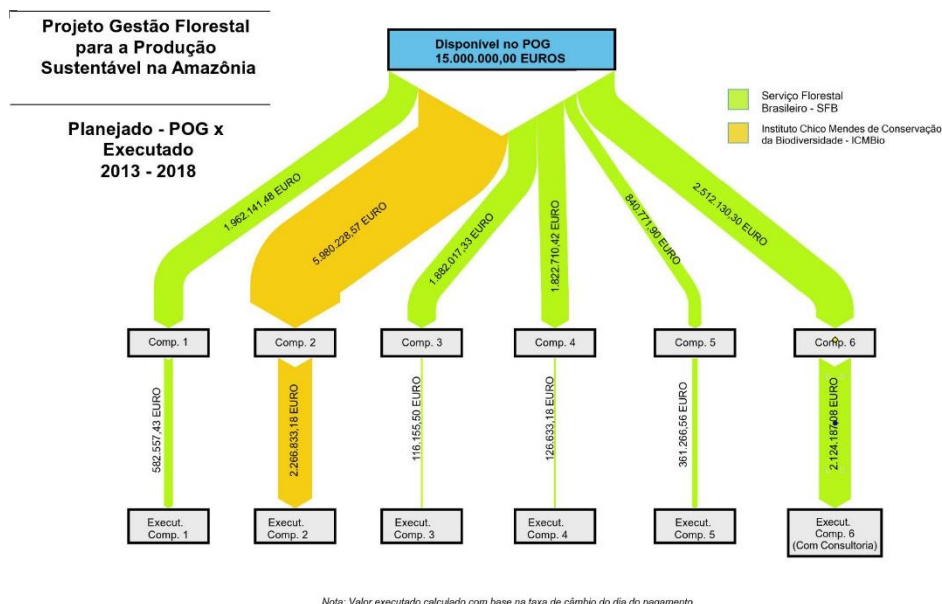 Projeto Gestão Florestal
para a Produção
Sustentável na Amazônia
Planejado - POG x
Executado
2013 - 2018
Disponível no POG
15.000.000,00 EUROS
Serviço Florestal
Brasileiro - SFB
Instituto Chico Mendes de Conservação
da Biodiversidade - ICMBio
1.962.141,48 EURO
5.980.228,57 EURO
1.882.017,33 EURO
1.822.710,42 EURO
840.771,90 EURO
2.512.130,30 EURO
Comp. 1
Comp. 2
Comp. 3
Comp. 4
Comp. 5
Comp. 6
582.557,43 EURO
2.266.833,18 EURO
116.155,50 EURO
126.633,18 EURO
361.266,56 EURO
2.124.187,08 EURO
Execut.
Comp. 1
Execut.
Comp. 2
Execut.
Comp. 3
Execut.
Comp. 4
Execut.
Comp. 5
Execut.
Comp. 6
(Com Consultoria)
Nota: Valor executado calculado com base na taxa de câmbio do dia do pagamento